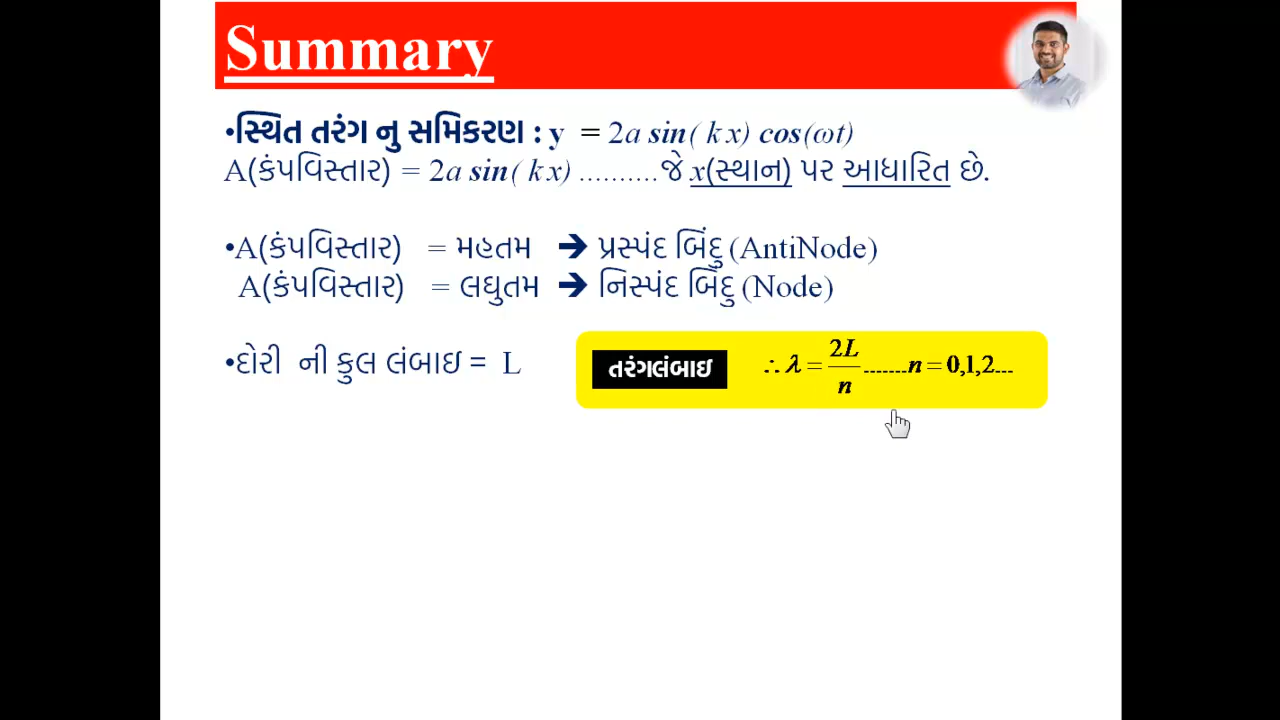 Summary
•સ્થિત તરંગ નુ સમિકરણ : y = 2a sin( kx) cos(ωt)
A(કંપવિસ્તાર) = 2a sin( kx) ..........જે x(સ્થાન) પર આધારિત છે.
•A(કંપવિસ્તાર) = મહતમ ➔ પ્રસ્પંદ બિંદુ (AntiNode)
A(કંપવિસ્તાર) = લઘુતમ ➔ નિસ્પંદ બિંદુ (Node)
•દોરી ની કુલ લંબાઇ = L
તરંગલંબાઇ ∴ λ = 2L/n .......n = 0,1,2...